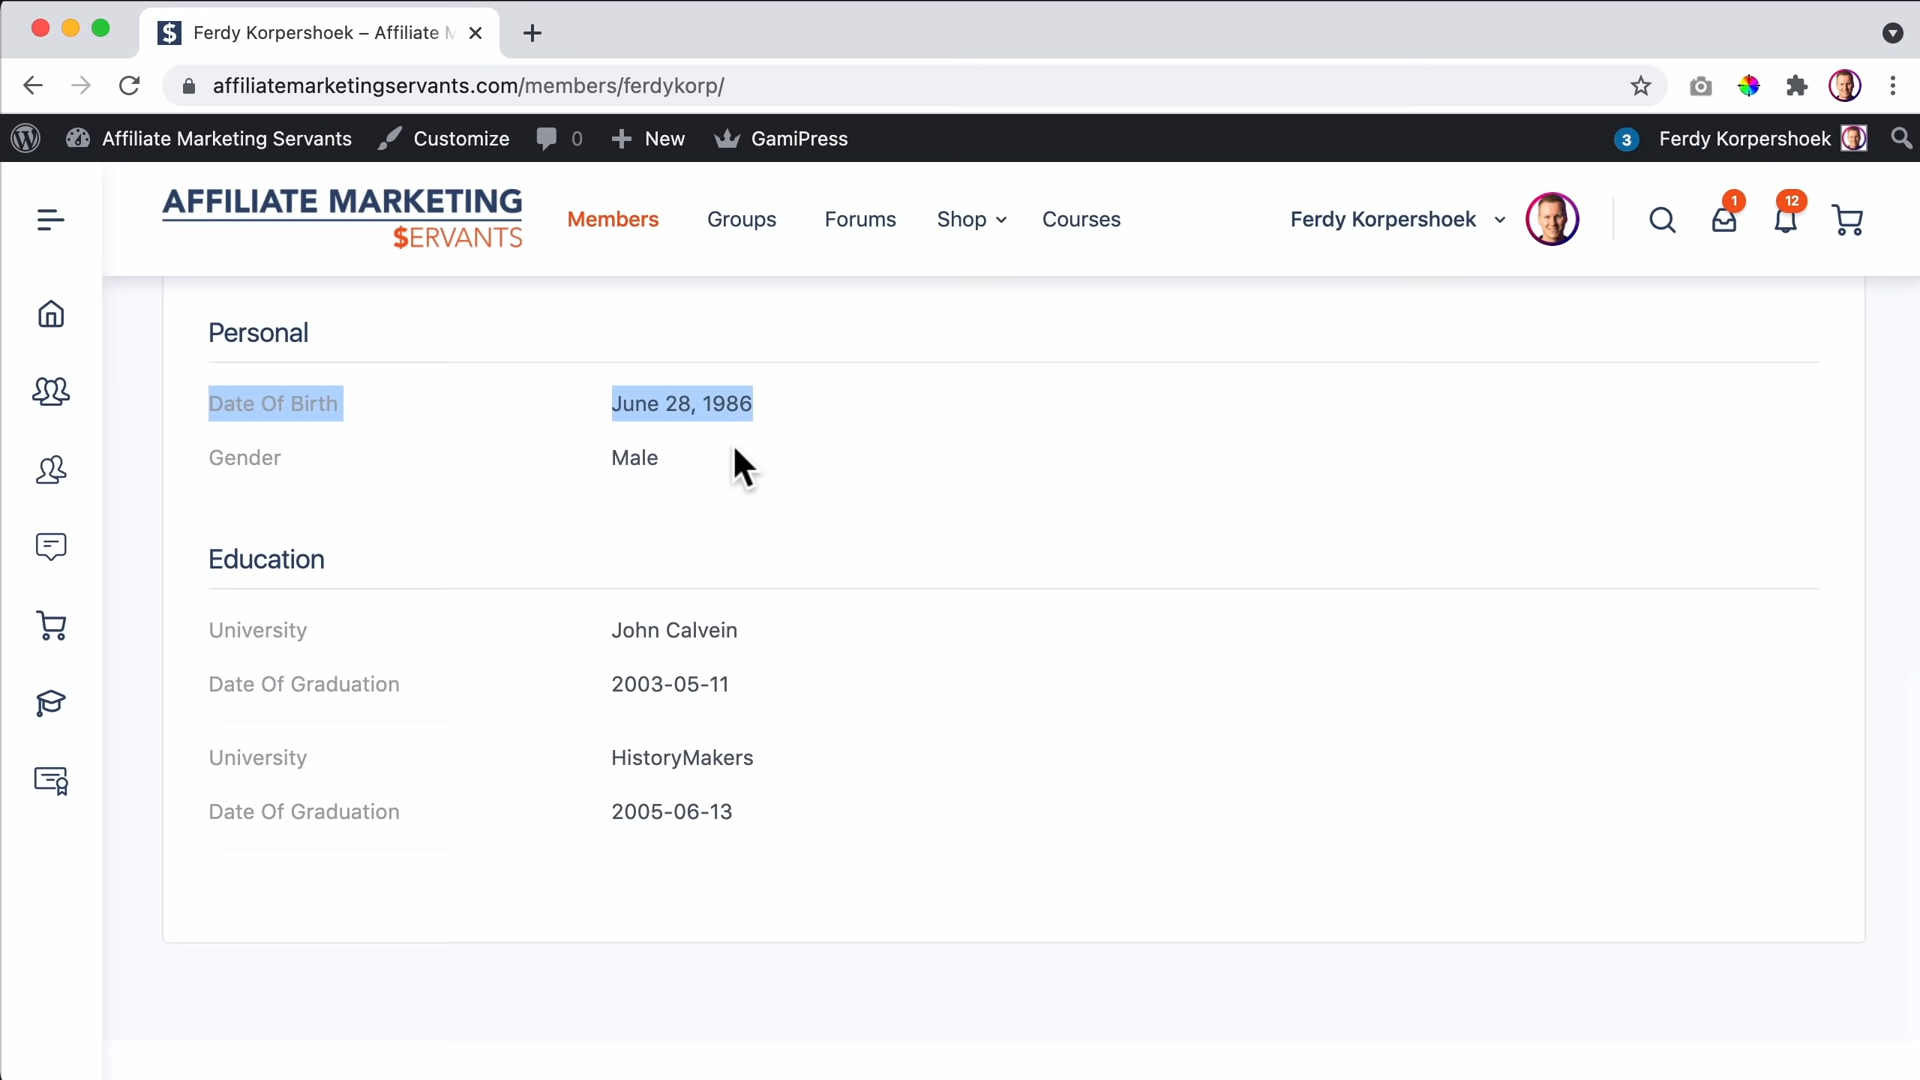 Ferdy Korpershoek – Affiliate M
affiliatemarketingservants.com/members/ferdykorp/
Affiliate Marketing Servants Customize 0 New GamiPress 3 Ferdy Korpershoek
AFFILIATE MARKETING
$ERVANTS
Members Groups Forums Shop Courses Ferdy Korpershoek 1 12
Personal
Date Of Birth June 28, 1986
Gender Male
Education
University John Calvein
Date Of Graduation 2003-05-11
University HistoryMakers
Date Of Graduation 2005-06-13